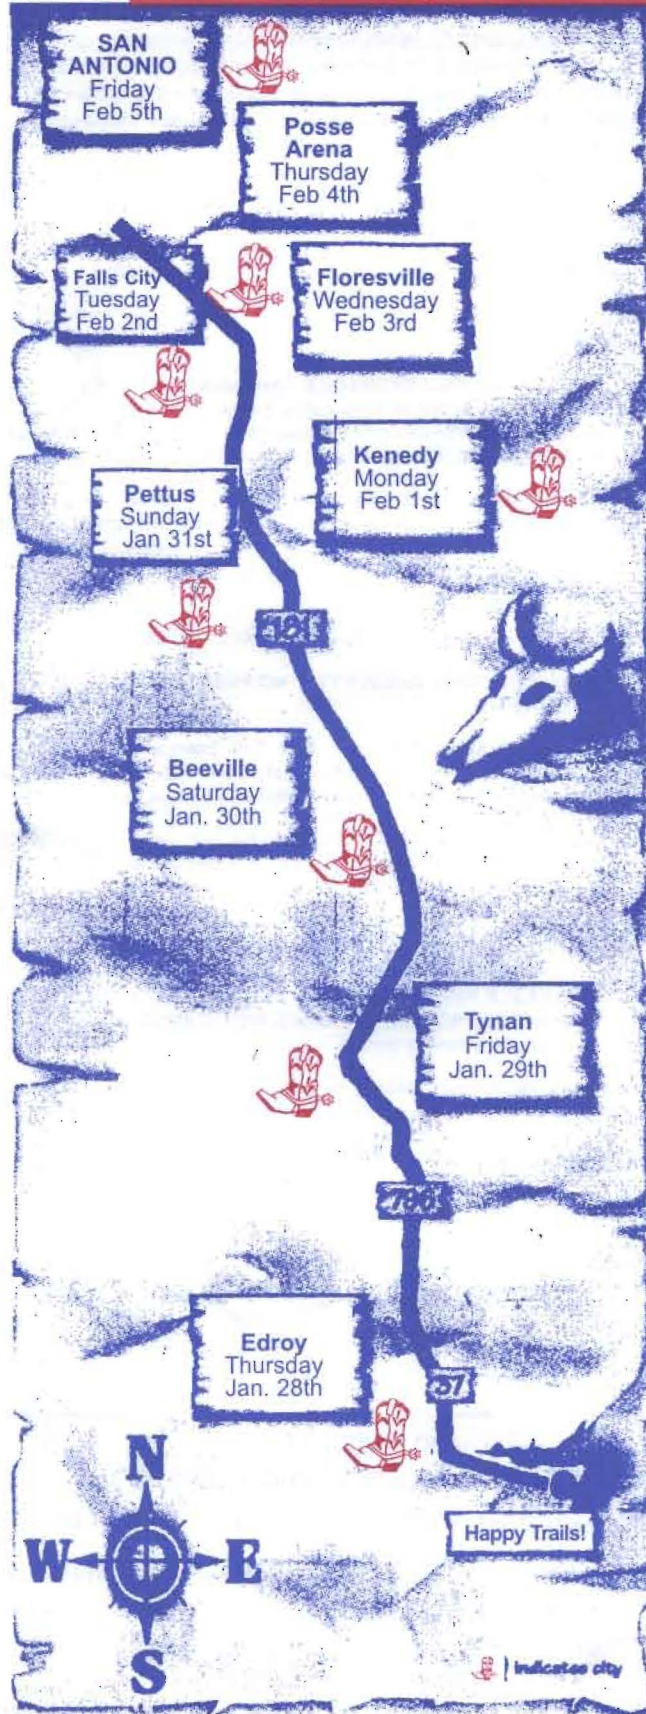 SAN
ANTONIO
Friday
Feb 5th
Posse
Arena
Thursday
Feb 4th
Falls City
Tuesday
Feb 2nd
Floresville
Wednesday
Feb 3rd
Kenedy
Monday
Feb 1st
Pettus
Sunday
Jan 31st
181
Beeville
Saturday
Jan. 30th
Tynan
Friday
Jan. 29th
796
Edroy
Thursday
Jan. 28th
37
Happy Trails!
N
W E
S
indicates city